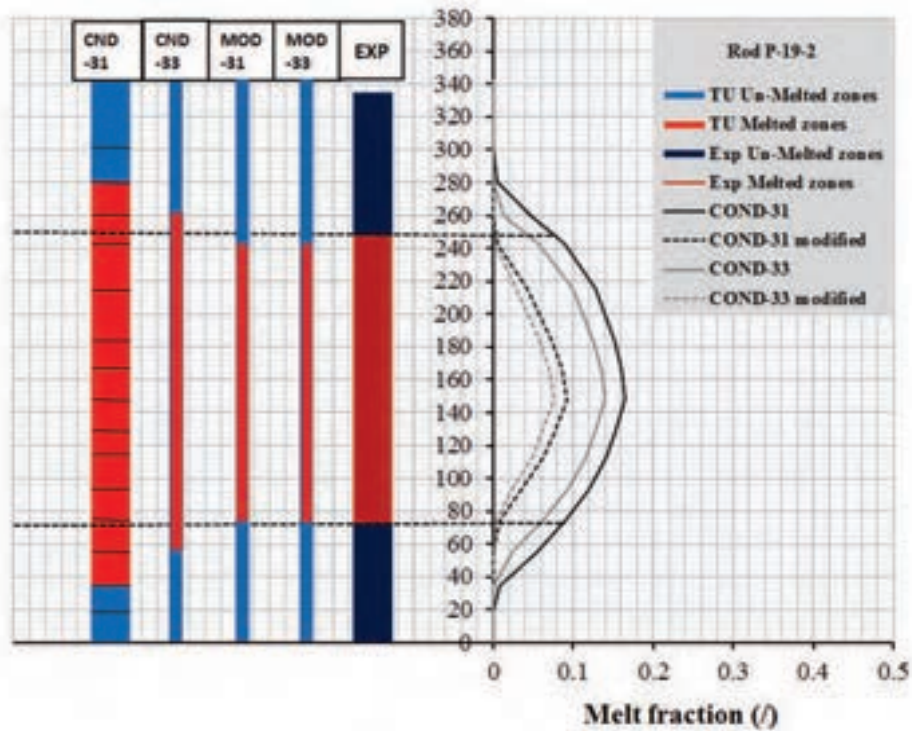 CND
-31
CND
-33
MOD
-31
MOD
-33
EXP
380
360
340
320
300
280
260
240
220
200
180
160
140
120
100
80
60
40
20
0
Rod P-19-2
TU Un-Melted zones
TU Melted zones
Exp Un-Melted zones
Exp Melted zones
COND-31
COND-31 modified
COND-33
COND-33 modified
0 0.1 0.2 0.3 0.4 0.5
Melt fraction (/)